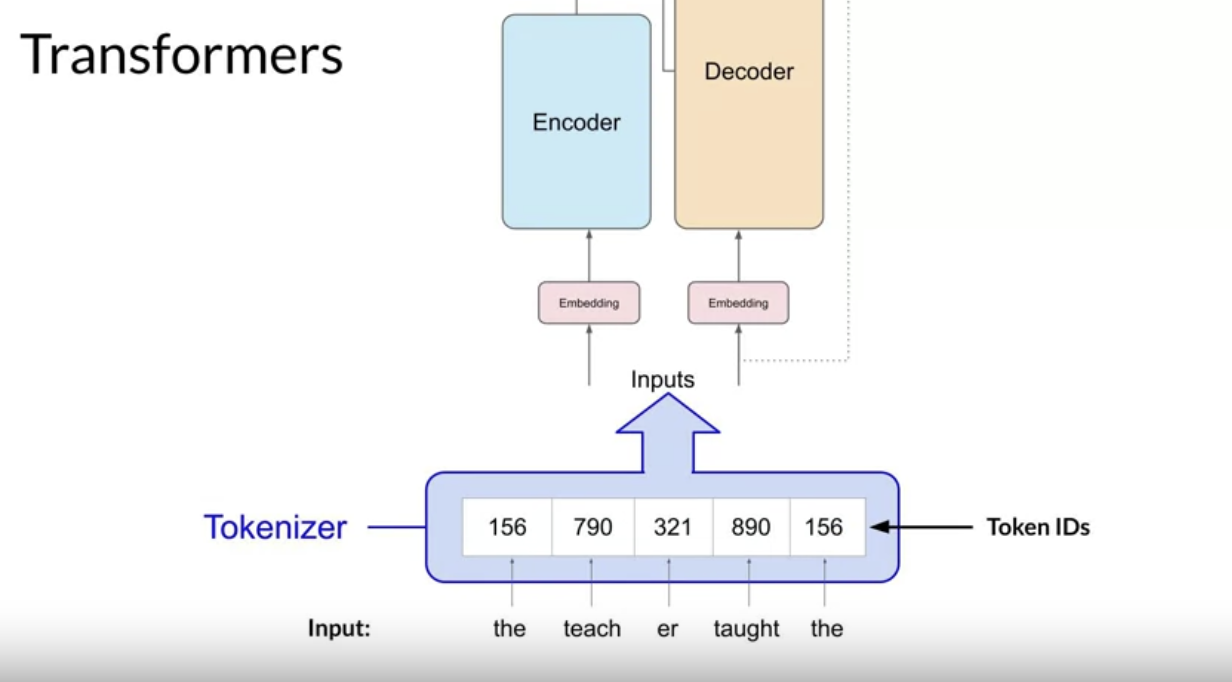 Transformers
Encoder
Decoder
Embedding
Embedding
Inputs
Tokenizer
156 790 321 890 156
Token IDs
Input: the teach er taught the